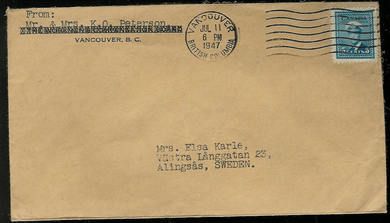 From:
Mr. & Mrs. K.O. Peterson
VANCOUVER, B. C.
VANCOUVER
JUL 11
6 PM
1947
BRITISH COLUMBIA
Mrs. Elsa Karle,
Västra Långgatan 23,
Alingsås, SWEDEN.